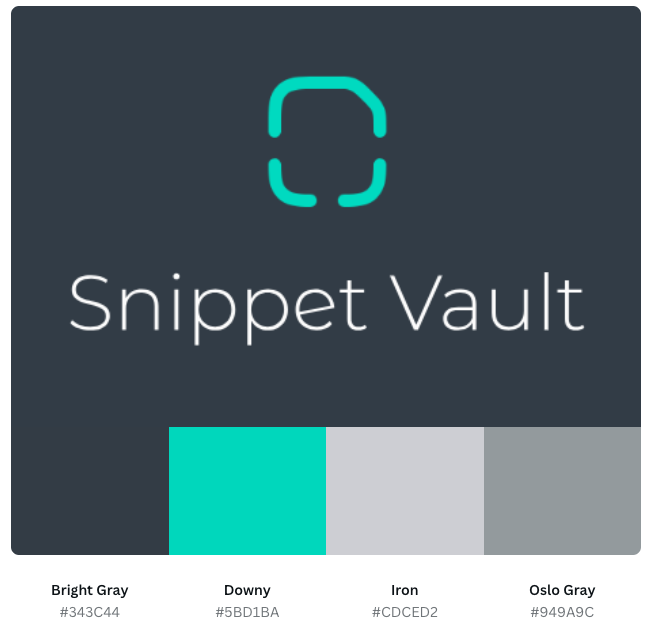 Snippet Vault
Bright Gray Downy Iron Oslo Gray
#343C44 #5BD1BA #CDCED2 #949A9C